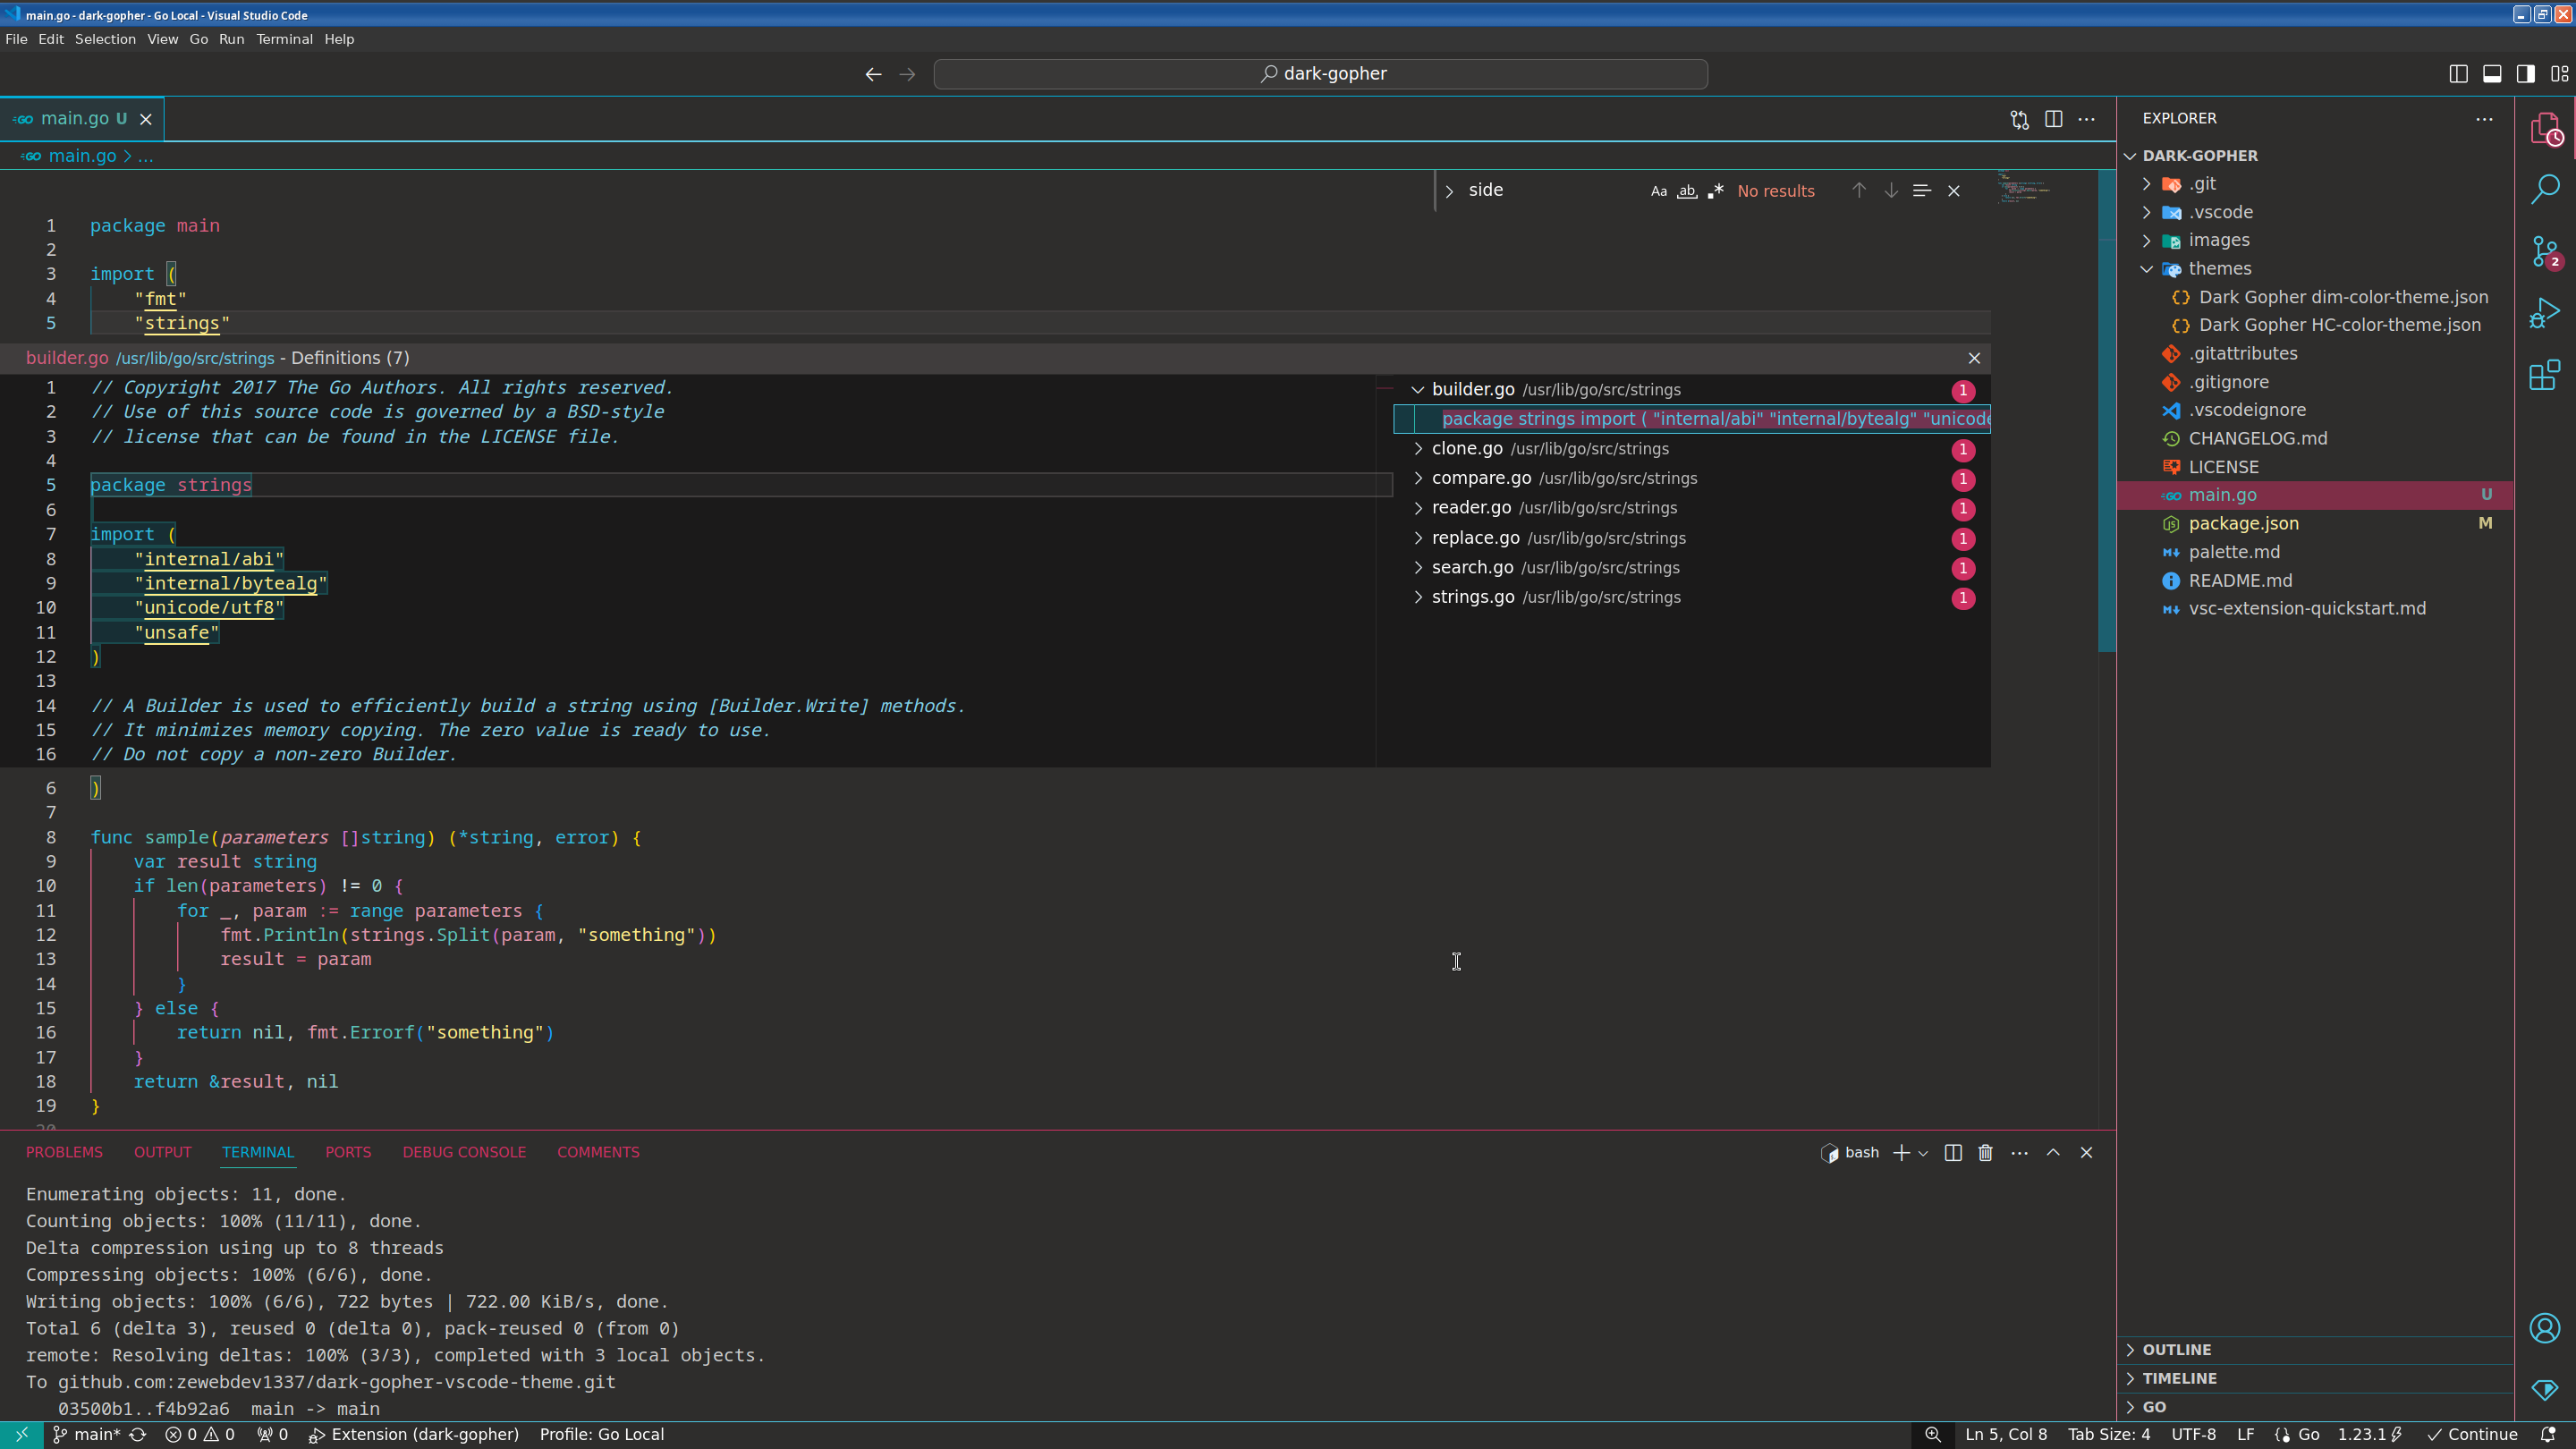 main.go - dark-gopher - Go Local - Visual Studio Code
File Edit Selection View Go Run Terminal Help
dark-gopher
main.go U
main.go > ...
side Aa ab .* No results
1 package main
2
3 import (
4 "fmt"
5 "strings"
builder.go /usr/lib/go/src/strings - Definitions (7)
1 // Copyright 2017 The Go Authors. All rights reserved.
2 // Use of this source code is governed by a BSD-style
3 // license that can be found in the LICENSE file.
4
5 package strings
6
7 import (
8 "internal/abi"
9 "internal/bytealg"
10 "unicode/utf8"
11 "unsafe"
12 )
13
14 // A Builder is used to efficiently build a string using [Builder.Write] methods.
15 // It minimizes memory copying. The zero value is ready to use.
16 // Do not copy a non-zero Builder.
builder.go /usr/lib/go/src/strings 1
package strings import ( "internal/abi" "internal/bytealg" "unicode
clone.go /usr/lib/go/src/strings 1
compare.go /usr/lib/go/src/strings 1
reader.go /usr/lib/go/src/strings 1
replace.go /usr/lib/go/src/strings 1
search.go /usr/lib/go/src/strings 1
strings.go /usr/lib/go/src/strings 1
6 )
7
8 func sample(parameters []string) (*string, error) {
9 var result string
10 if len(parameters) != 0 {
11 for _, param := range parameters {
12 fmt.Println(strings.Split(param, "something"))
13 result = param
14 }
15 } else {
16 return nil, fmt.Errorf("something")
17 }
18 return &result, nil
19 }
20
PROBLEMS OUTPUT TERMINAL PORTS DEBUG CONSOLE COMMENTS
bash
Enumerating objects: 11, done.
Counting objects: 100% (11/11), done.
Delta compression using up to 8 threads
Compressing objects: 100% (6/6), done.
Writing objects: 100% (6/6), 722 bytes | 722.00 KiB/s, done.
Total 6 (delta 3), reused 0 (delta 0), pack-reused 0 (from 0)
remote: Resolving deltas: 100% (3/3), completed with 3 local objects.
To github.com:zewebdev1337/dark-gopher-vscode-theme.git
03500b1..f4b92a6 main -> main
EXPLORER
DARK-GOPHER
.git
.vscode
images
themes
Dark Gopher dim-color-theme.json
Dark Gopher HC-color-theme.json
.gitattributes
.gitignore
.vscodeignore
CHANGELOG.md
LICENSE
main.go U
package.json M
palette.md
README.md
vsc-extension-quickstart.md
OUTLINE
TIMELINE
GO
2
main* 0 0 0 Extension (dark-gopher) Profile: Go Local
Ln 5, Col 8 Tab Size: 4 UTF-8 LF Go 1.23.1 Continue